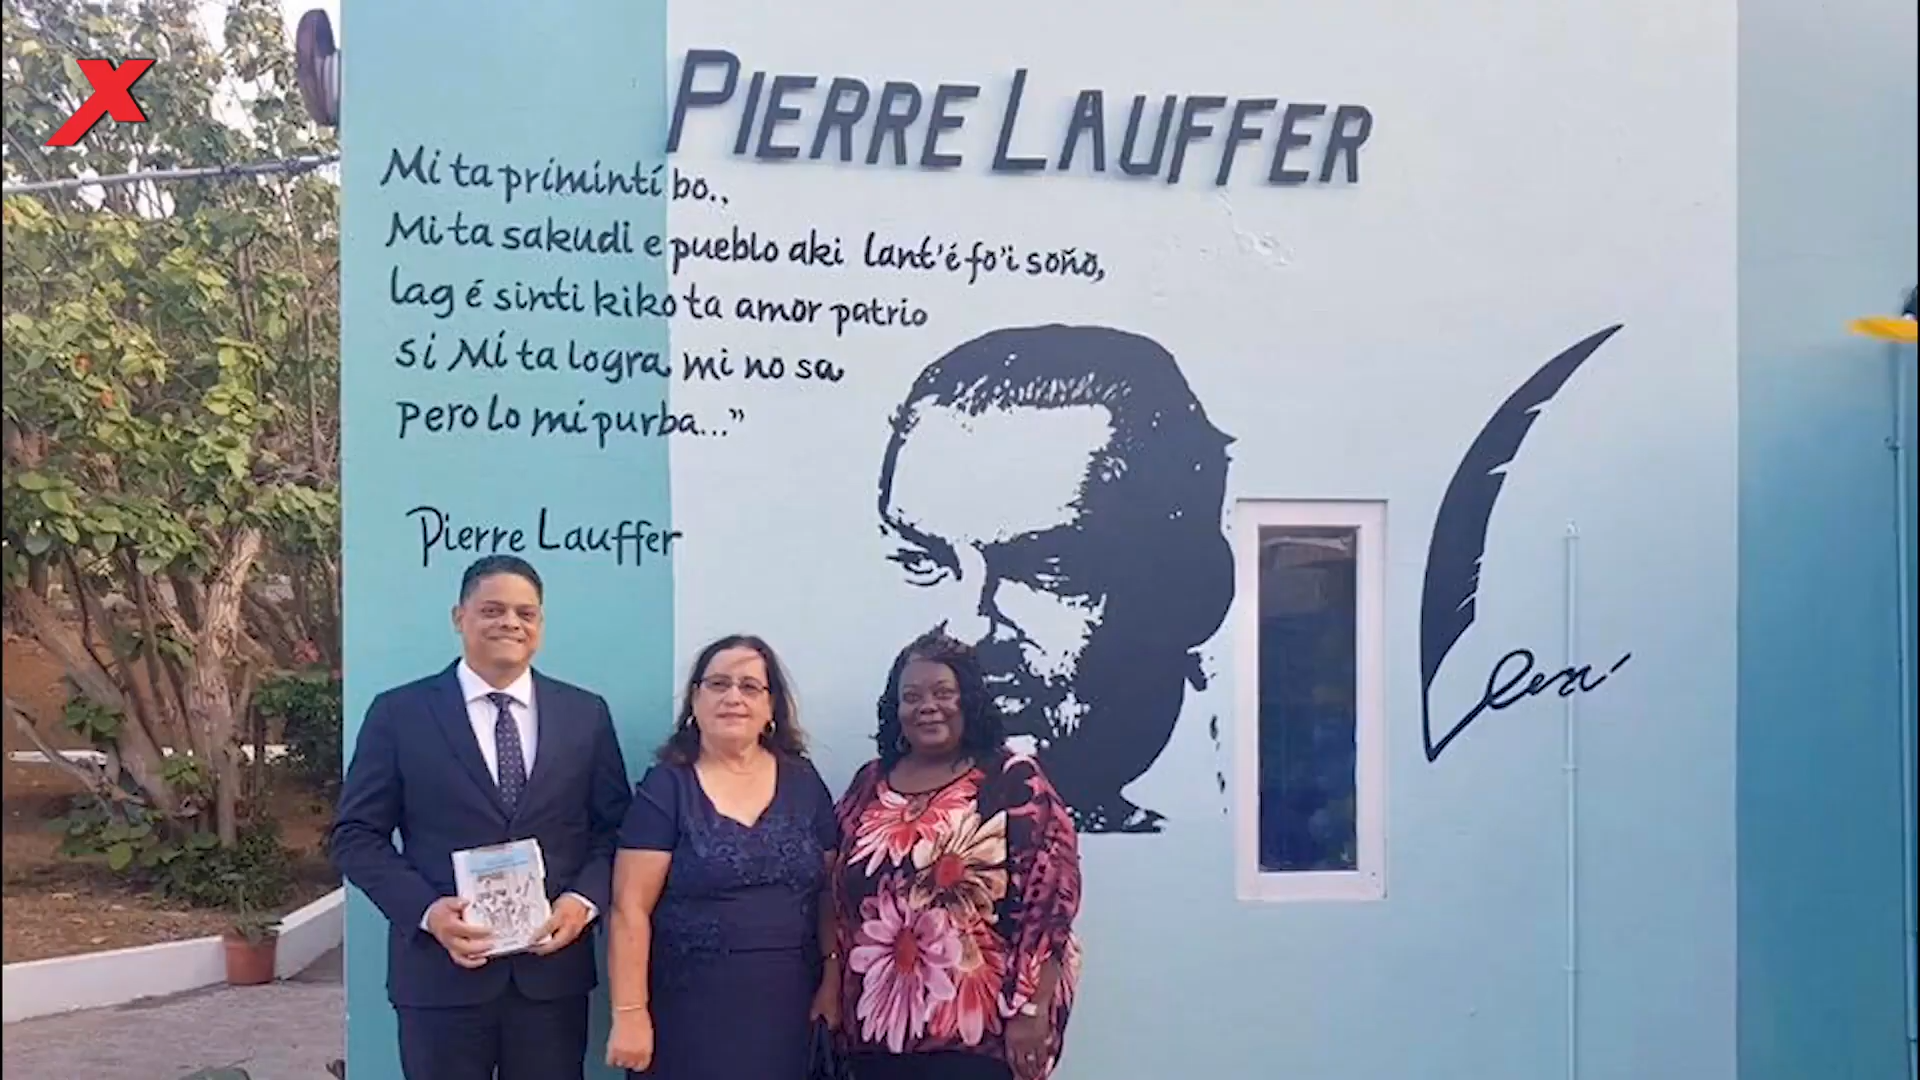 PIERRE LAUFFER
Mi ta primintí bo..,
Mi ta sakudi e pueblo aki lant'é fo'i soño,
lag é sinti kiko ta amor patrio
si Mi ta logra, mi no sa
pero lo mi purba..."
Pierre Lauffer